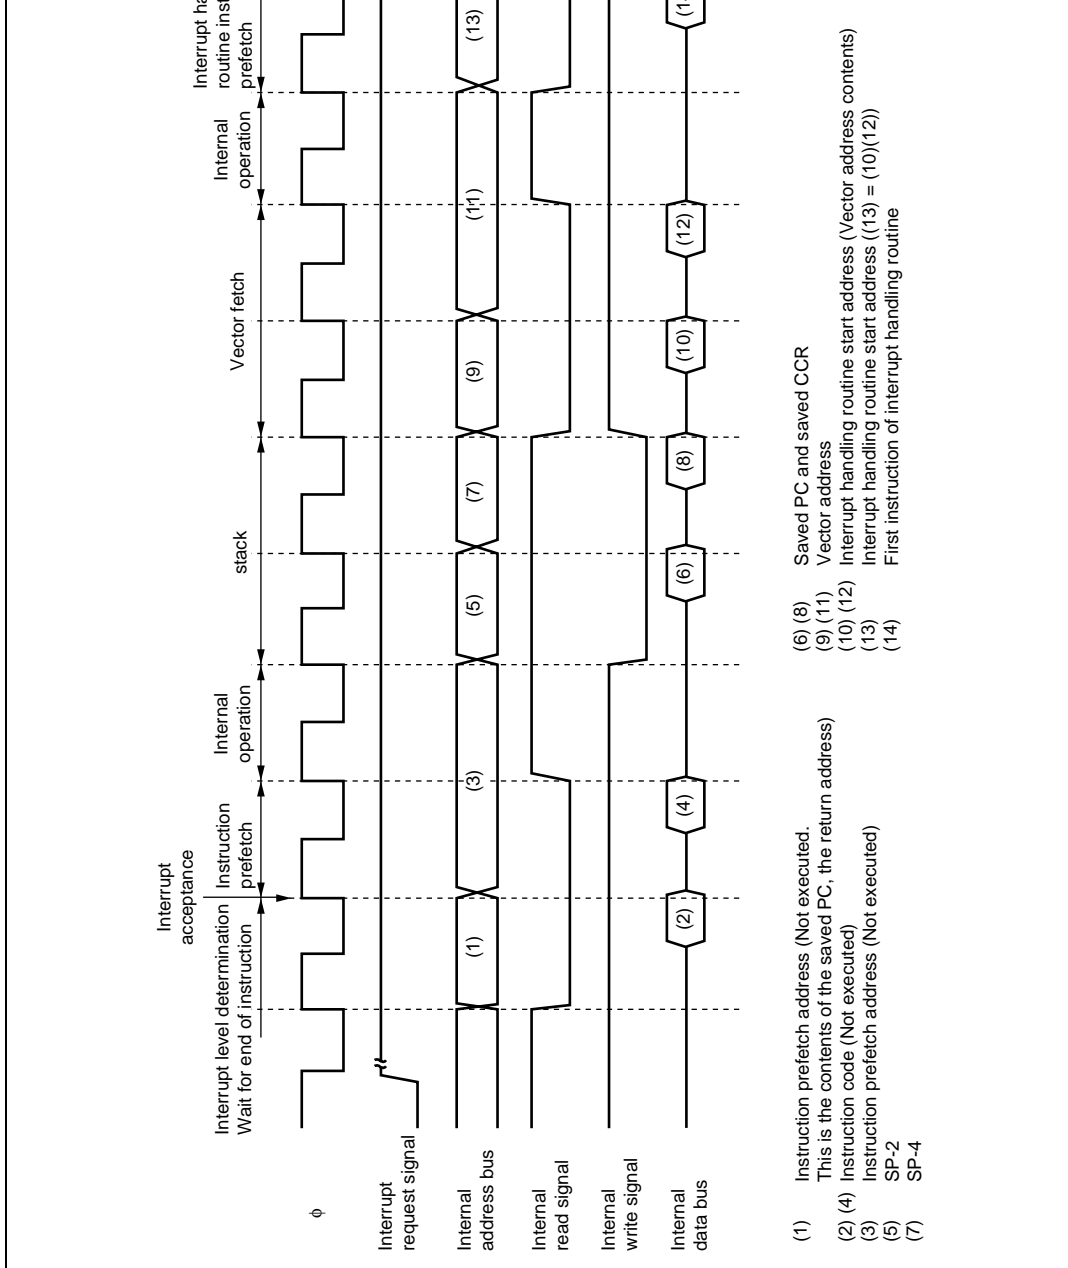 Interrupt
acceptance
Interrupt level determination
Wait for end of instruction
Instruction
prefetch
Internal
operation
stack
Vector fetch
Internal
operation
Interrupt
routine
prefetch
φ
Interrupt
request signal
Internal
address bus
(1)
(3)
(5)
(7)
(9)
(11)
(13)
Internal
read signal
Internal
write signal
Internal
data bus
(2)
(4)
(6)
(8)
(10)
(12)
(1) Instruction prefetch address (Not executed.
This is the contents of the saved PC, the return address)
(2) (4) Instruction code (Not executed)
(3) Instruction prefetch address (Not executed)
(5) SP-2
(7) SP-4
(6) (8) Saved PC and saved CCR
(9) (11) Vector address
(10) (12) Interrupt handling routine start address (Vector address contents)
(13) Interrupt handling routine start address ((13) = (10)(12))
(14) First instruction of interrupt handling routine